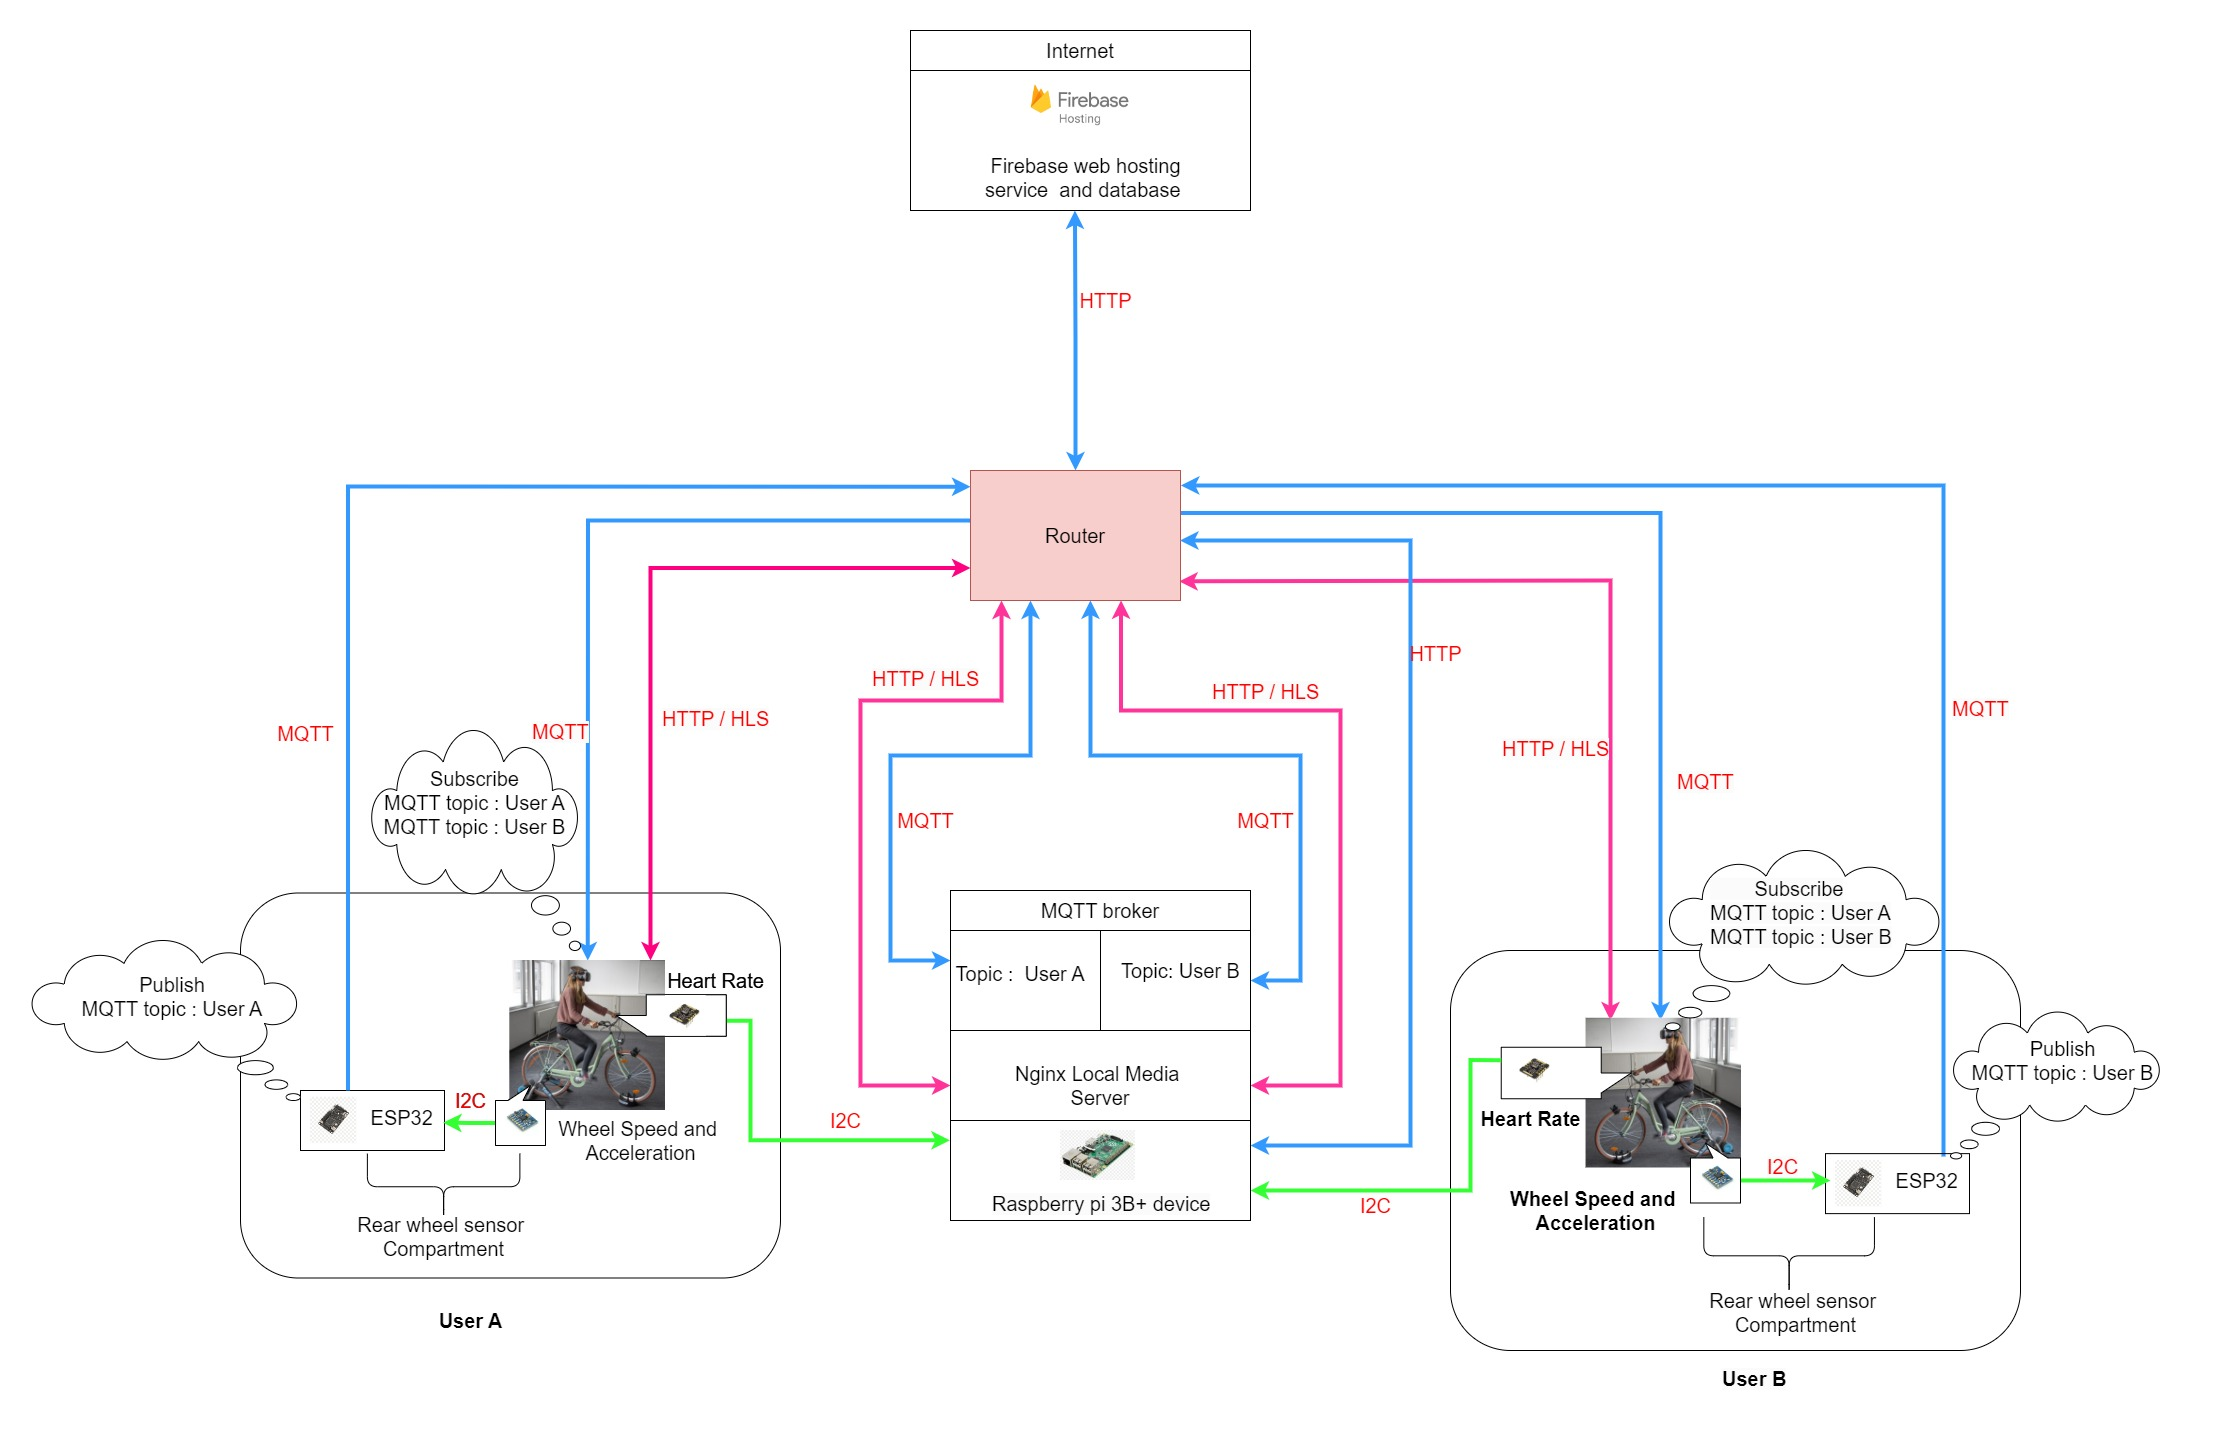 Internet
Firebase
Hosting
Firebase web hosting
service and database
HTTP
Router
HTTP / HLS
HTTP / HLS
HTTP
MQTT
MQTT
HTTP / HLS
HTTP / HLS
MQTT
MQTT
MQTT
MQTT
Subscribe
MQTT topic : User A
MQTT topic : User B
Publish
MQTT topic : User A
Heart Rate
ESP32
I2C
Wheel Speed and
Acceleration
Rear wheel sensor
Compartment
User A
I2C
MQTT broker
Topic : User A
Topic: User B
Nginx Local Media
Server
Raspberry pi 3B+ device
I2C
Subscribe
MQTT topic : User A
MQTT topic : User B
Publish
MQTT topic : User B
Heart Rate
Wheel Speed and
Acceleration
I2C
ESP32
Rear wheel sensor
Compartment
User B